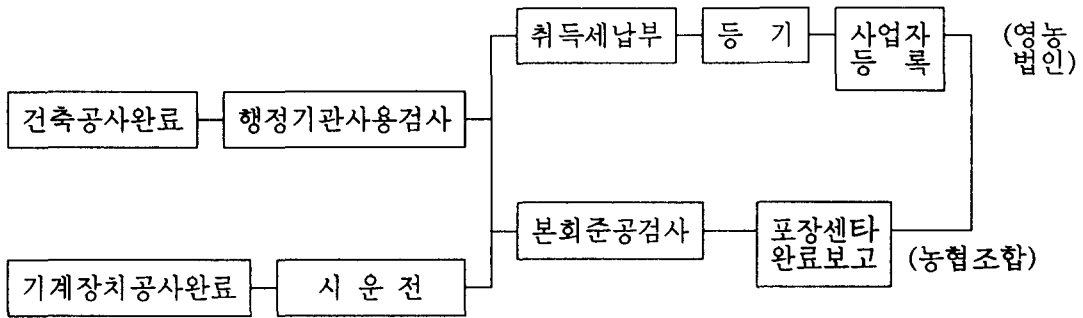 취득세납부
등 기
사업자
등 록
(영농
법인)
건축공사완료
행정기관사용검사
본회준공검사
포장센타
완료보고
(농협조합)
기계장치공사완료
시 운 전